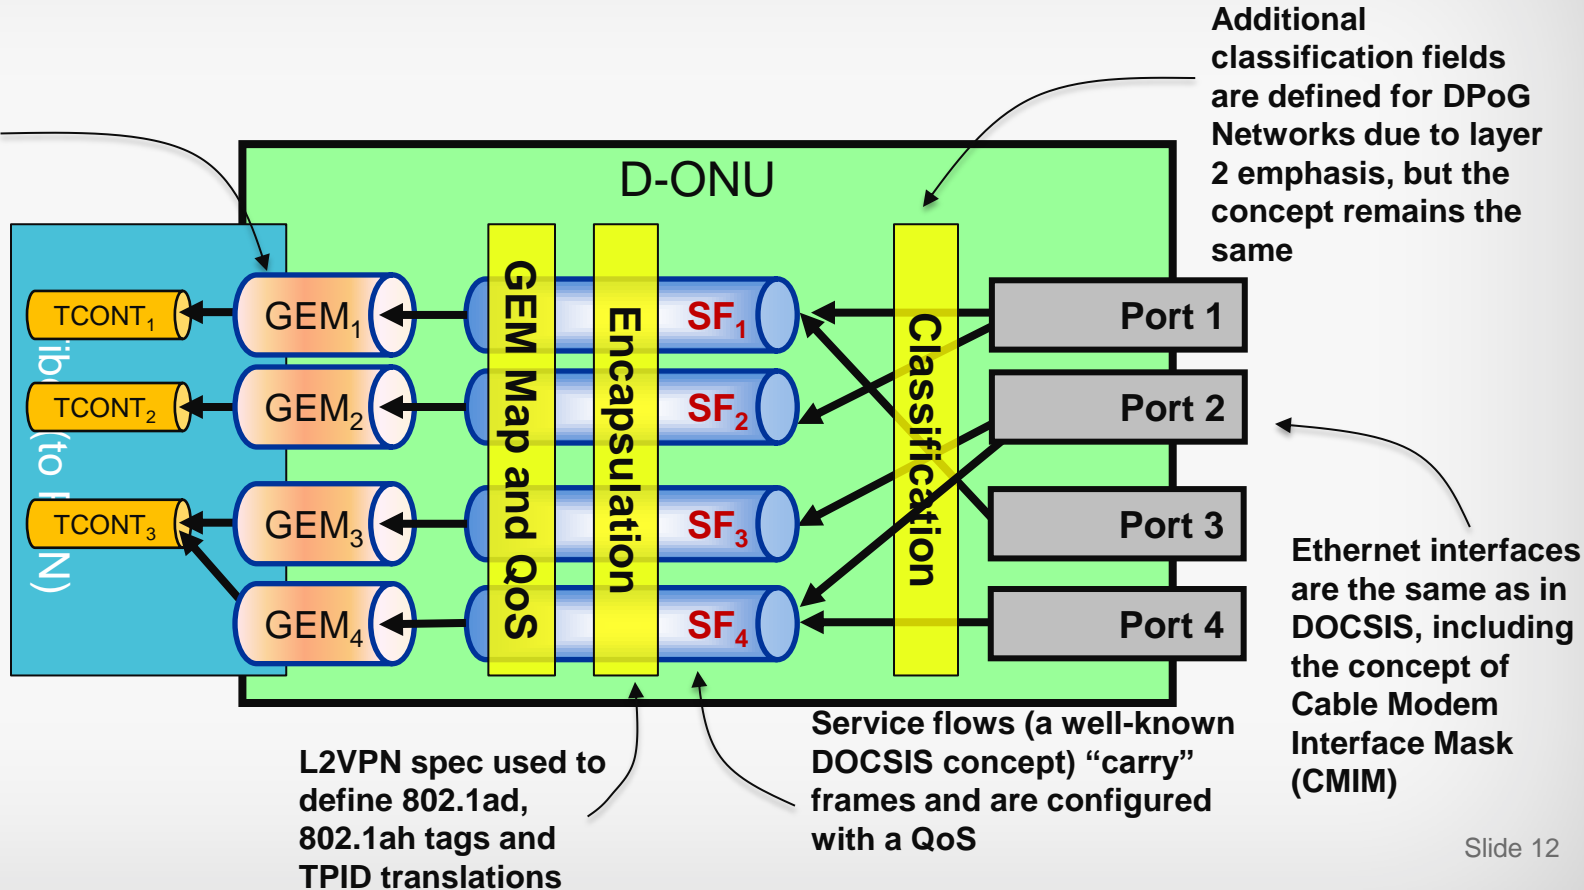 Additional
classification fields
are defined for DPoG
Networks due to layer
2 emphasis, but the
concept remains the
same
D-ONU
TCONT1
GEM1
SF1
Port 1
TCONT2
GEM2
SF2
Port 2
TCONT3
GEM3
SF3
Port 3
GEM4
SF4
Port 4
(to
N)
GEM Map and QoS
Encapsulation
Classification
Ethernet interfaces
are the same as in
DOCSIS, including
the concept of
Cable Modem
Interface Mask
(CMIM)
Service flows (a well-known
DOCSIS concept) “carry”
frames and are configured
with a QoS
L2VPN spec used to
define 802.1ad,
802.1ah tags and
TPID translations
Slide 12